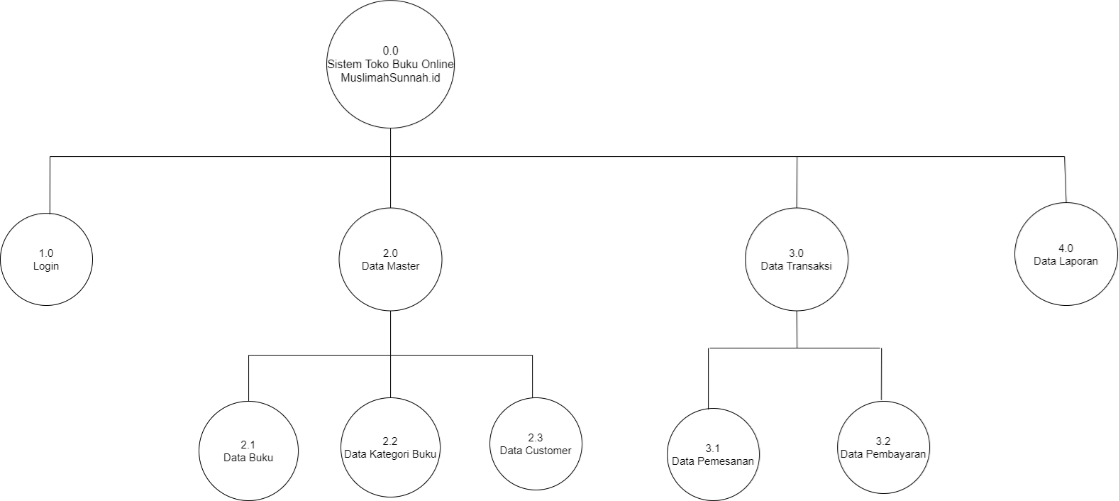 0.0
Sistem Toko Buku Online
MuslimahSunnah.id
1.0
Login
2.0
Data Master
3.0
Data Transaksi
4.0
Data Laporan
2.1
Data Buku
2.2
Data Kategori Buku
2.3
Data Customer
3.1
Data Pemesanan
3.2
Data Pembayaran